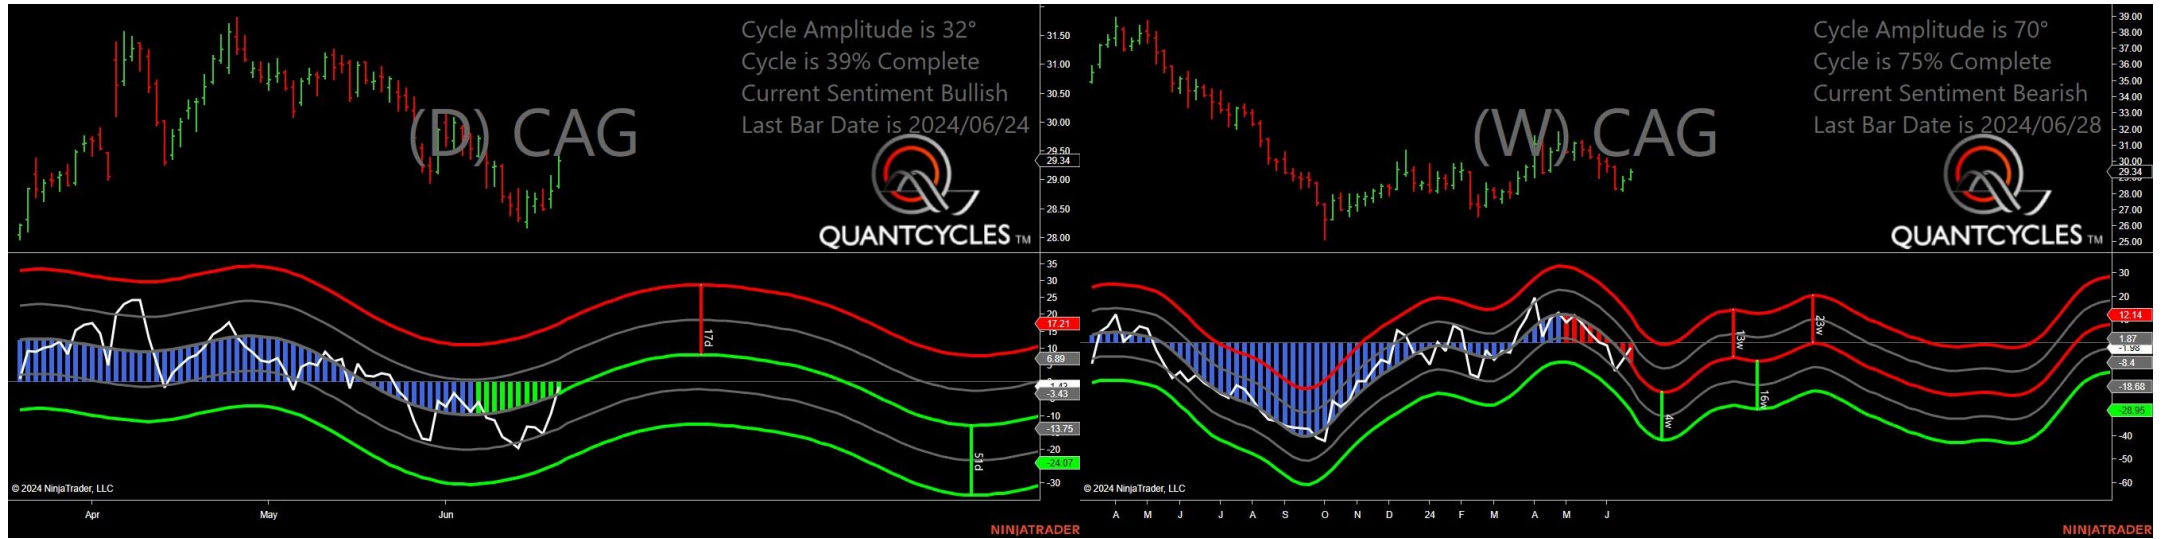 Cycle Amplitude is 32°
Cycle is 39% Complete
Current Sentiment Bullish
Last Bar Date is 2024/06/24
(D) CAG
QUANTCYCLES TM
31.50
31.00
30.50
30.00
29.50
29.34
29.00
28.50
28.00
35
30
25
20
17.21
15
10
6.89
-3.43
-10
-13.75
-20
-24.07
-30
17d
51d
© 2024 NinjaTrader, LLC
Apr
May
Jun
NINJATRADER
Cycle Amplitude is 70°
Cycle is 75% Complete
Current Sentiment Bearish
Last Bar Date is 2024/06/28
(W) CAG
QUANTCYCLES TM
39.00
38.00
37.00
36.00
35.00
34.00
33.00
32.00
31.00
30.00
29.34
28.00
27.00
26.00
25.00
30
20
12.14
1.87
-1.98
-8.4
-18.68
-28.95
-40
-50
-60
4w
13w
16w
23w
© 2024 NinjaTrader, LLC
A M J J A S O N D 24 F M A M J
NINJATRADER